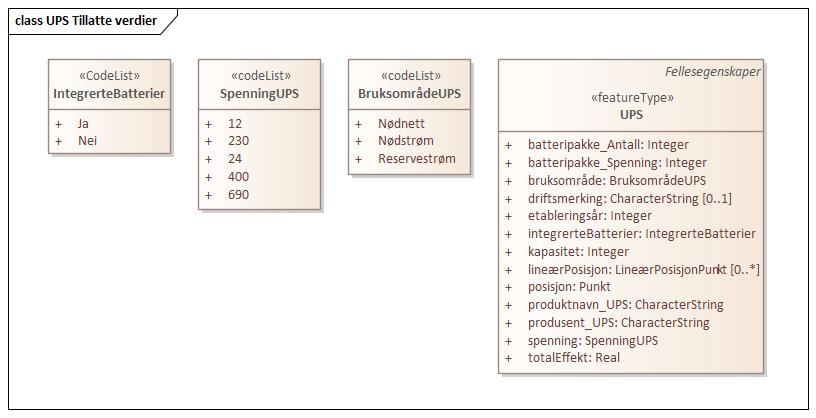 class UPS Tillatte verdier
«CodeList»
IntegrerteBatterier
+ Ja
+ Nei
«codeList»
SpenningUPS
+ 12
+ 230
+ 24
+ 400
+ 690
«codeList»
BruksområdeUPS
+ Nødnett
+ Nødstrøm
+ Reservestrøm
Fellesegenskaper
«featureType»
UPS
+ batteripakke_Antall: Integer
+ batteripakke_Spenning: Integer
+ bruksområde: BruksområdeUPS
+ driftsmerking: CharacterString [0..1]
+ etableringsår: Integer
+ integrerteBatterier: IntegrerteBatterier
+ kapasitet: Integer
+ lineærPosisjon: LineærPosisjonPunkt [0..*]
+ posisjon: Punkt
+ produktnavn_UPS: CharacterString
+ produsent_UPS: CharacterString
+ spenning: SpenningUPS
+ totalEffekt: Real